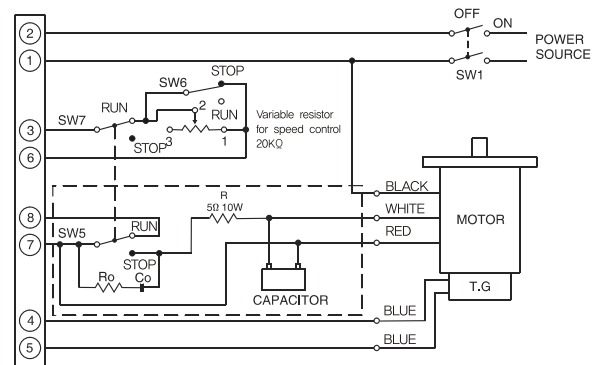 OFF
ON
2
POWER
SOURCE
1
SW1
STOP
SW6
RUN
2
RUN
Variable resistor
for speed control
20KΩ
SW7
3
STOP
3
1
6
BLACK
R
5Ω 10W
WHITE
MOTOR
8
RUN
RED
SW5
7
STOP
Ro
Co
CAPACITOR
T.G
BLUE
4
BLUE
5